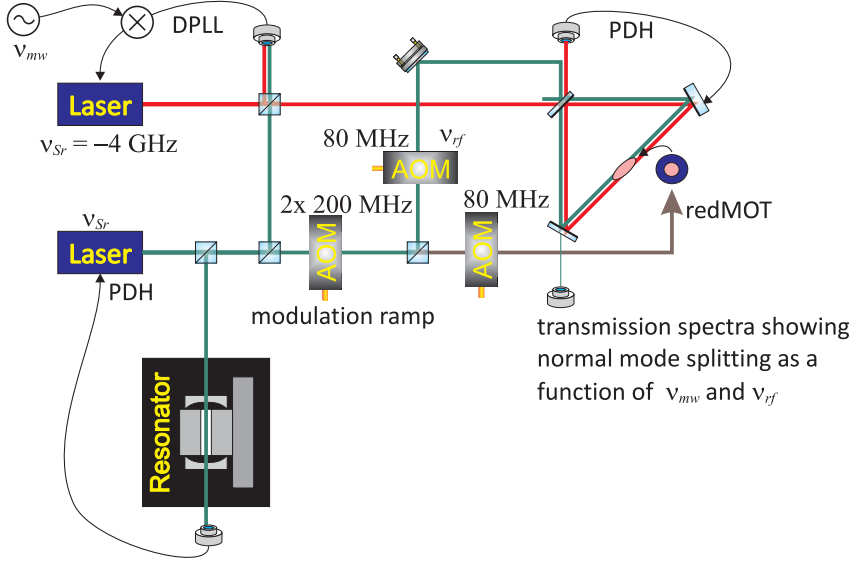 ν_mw
DPLL
PDH
Laser
ν_Sr = −4 GHz
80 MHz
ν_rf
AOM
2x 200 MHz
80 MHz
redMOT
ν_Sr
Laser
AOM
AOM
PDH
modulation ramp
transmission spectra showing
normal mode splitting as a
function of ν_mw and ν_rf
Resonator